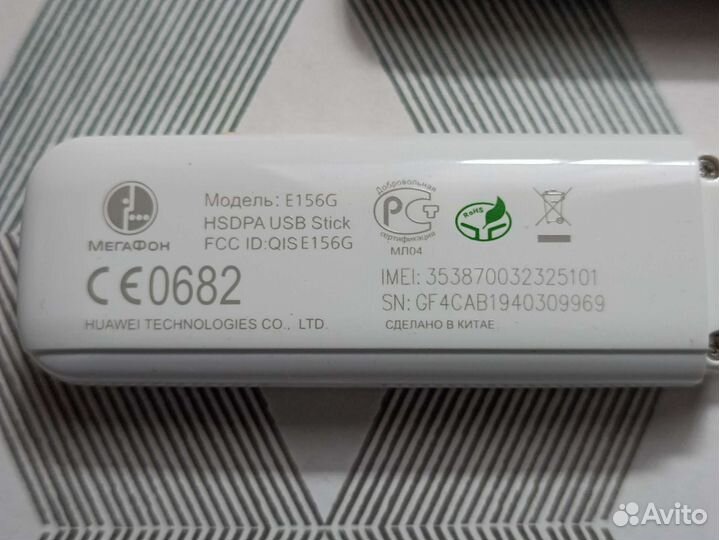 МЕГАФОН
Модель: E156G
HSDPA USB Stick
FCC ID:QISE156G
Добровольная
РСТ
сертификация
МЛ04
RoHS
CE0682
HUAWEI TECHNOLOGIES CO., LTD.
IMEI: 353870032325101
SN: GF4CAB1940309969
СДЕЛАНО В КИТАЕ
Avito